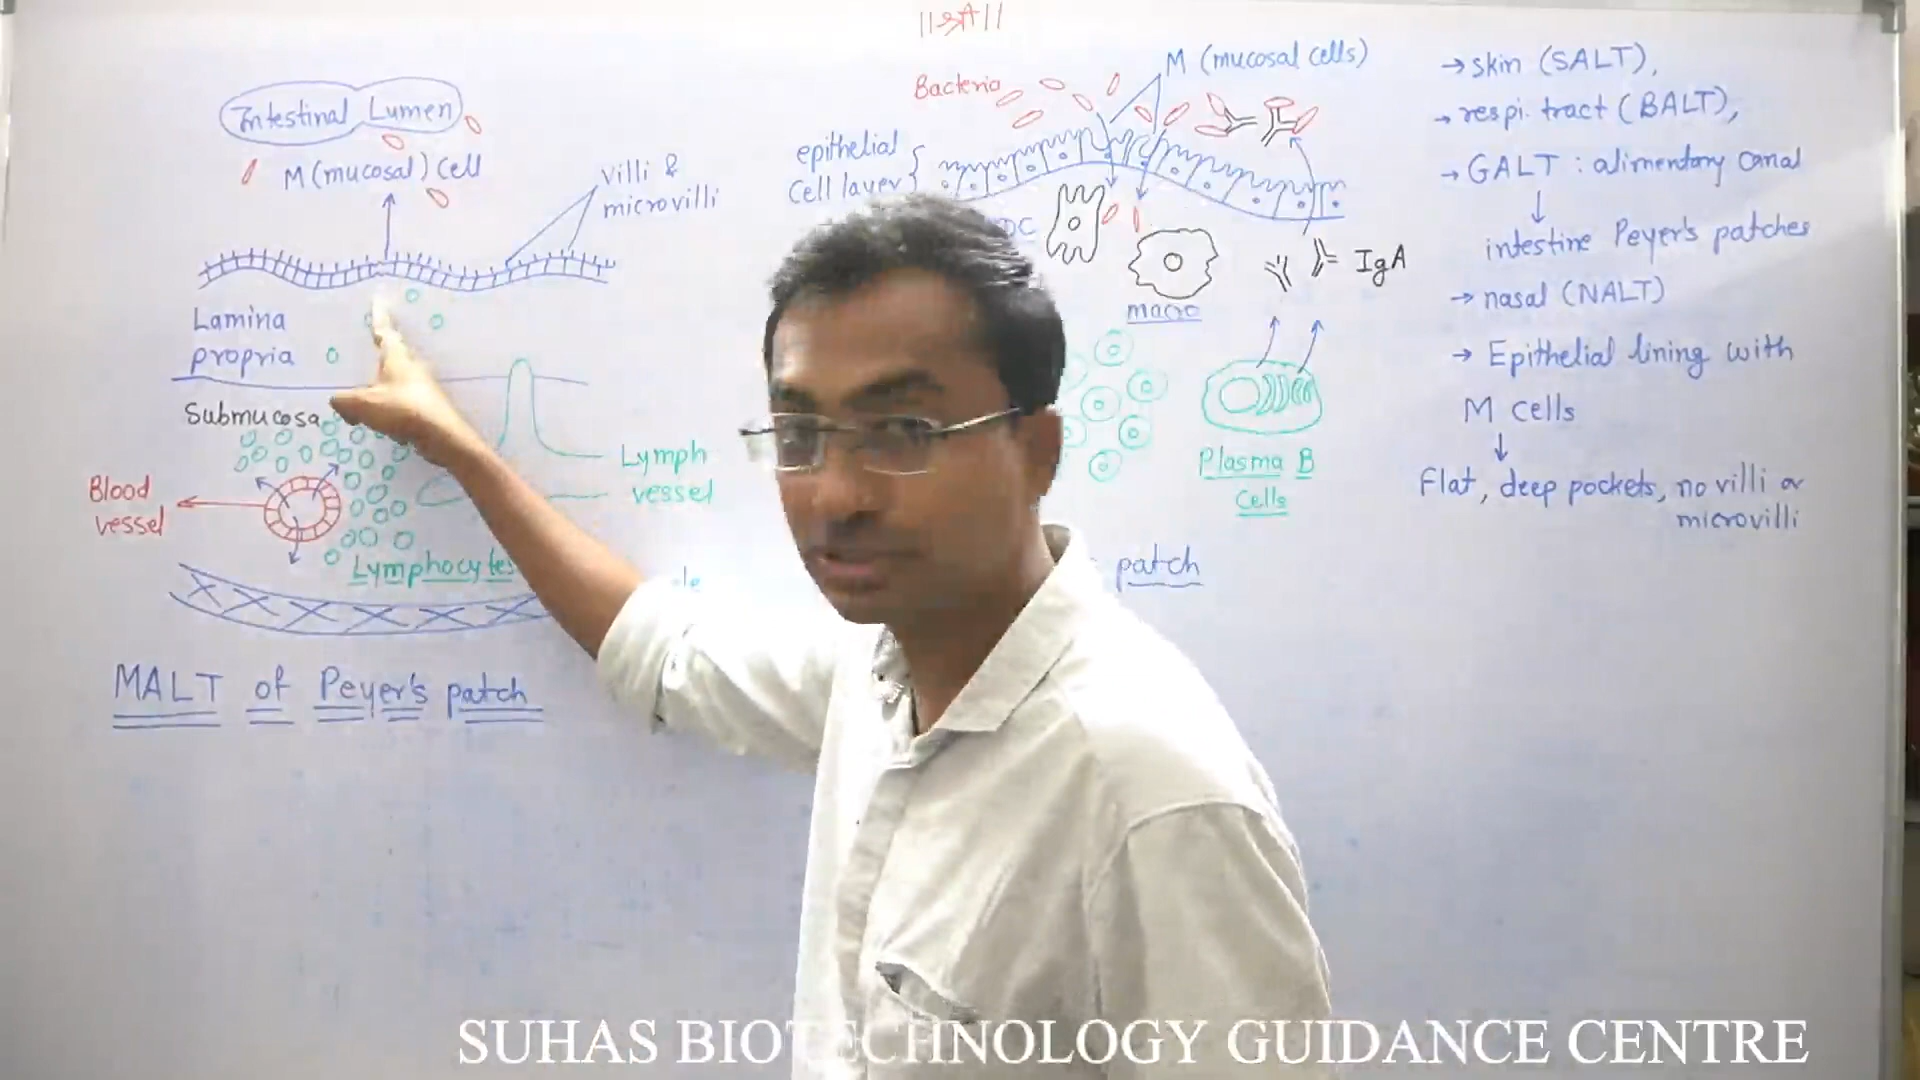 ||श्री||
Intestinal Lumen
M (mucosal) Cell
villi &
microvilli
Lamina
propria
Submucosa
Blood
vessel
Lymph
vessel
Lymphocytes
MALT of Peyer's patch
Bacteria
M (mucosal cells)
epithelial
Cell layer
DC
macro
IgA
Plasma B
Cells
patch
→ skin (SALT),
→ respi. tract (BALT),
→ GALT : alimentary canal
↓
intestine Peyer's patches
→ nasal (NALT)
→ Epithelial lining with
M cells
↓
Flat, deep pockets, no villi or
microvilli
SUHAS BIOTECHNOLOGY GUIDANCE CENTRE